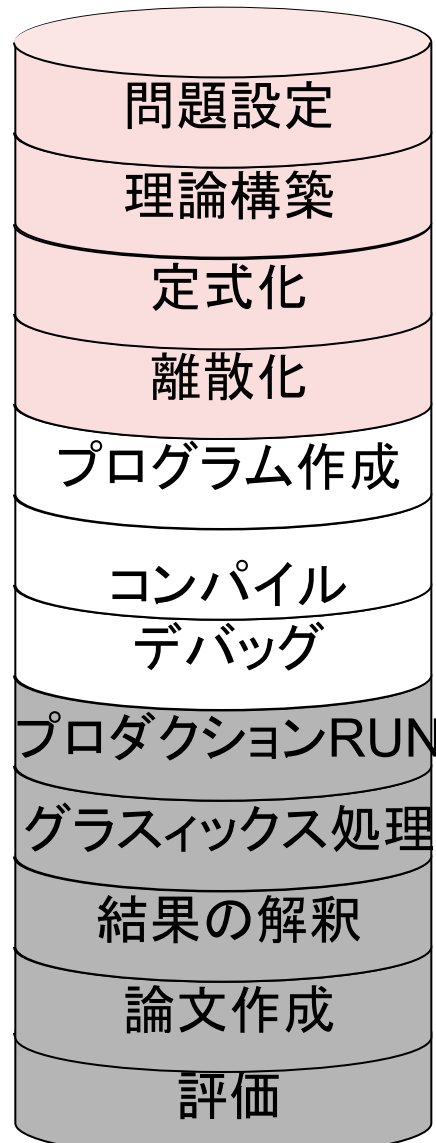 問題設定
理論構築
定式化
離散化
プログラム作成
コンパイル
デバッグ
プロダクションRUN
グラスィックス処理
結果の解釈
論文作成
評価